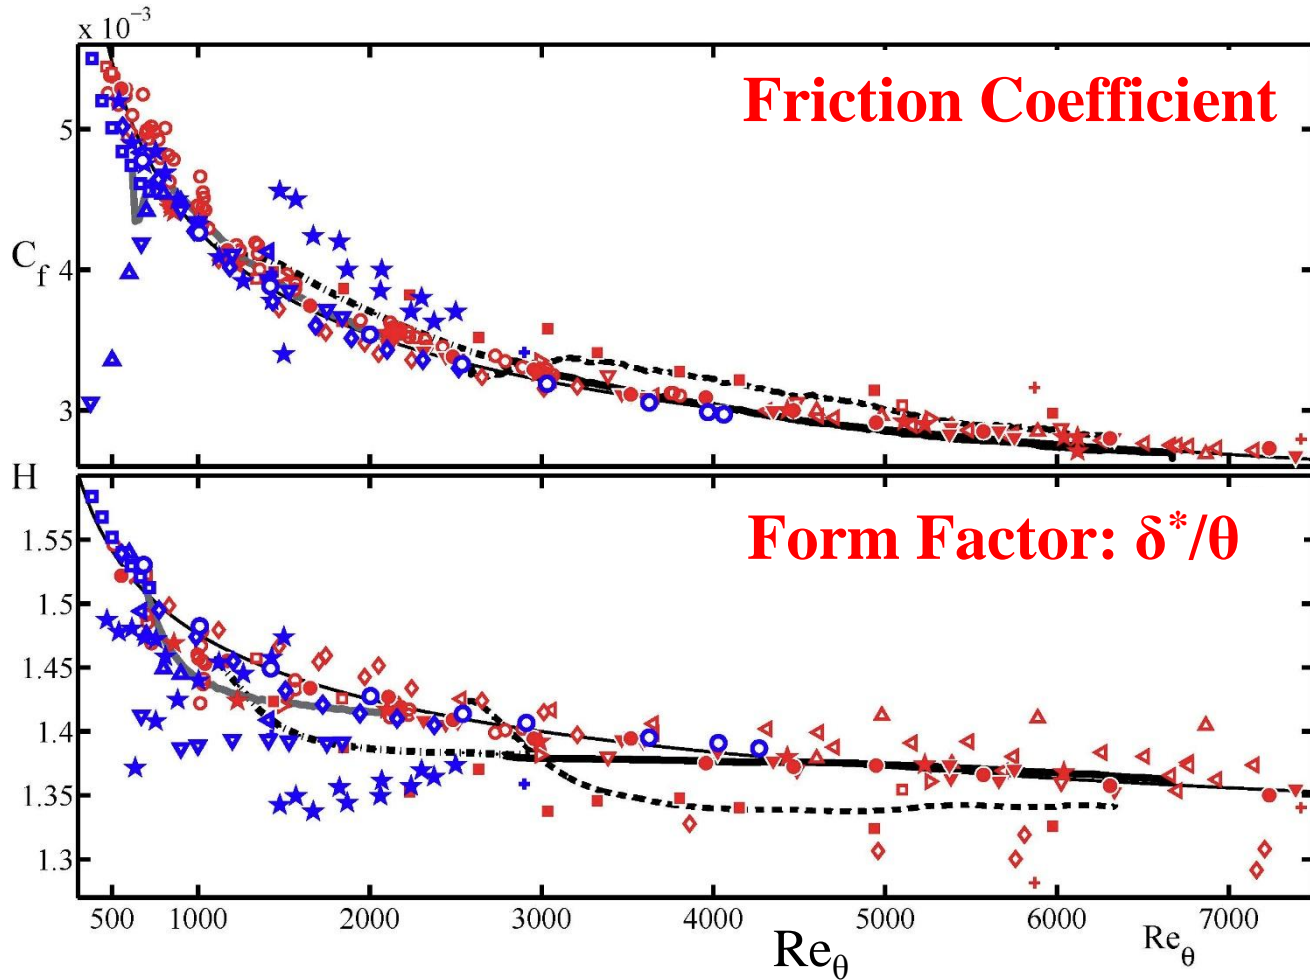 x 10⁻³
Friction Coefficient
5
C_f 4
3
H
Form Factor: δ*/θ
1.55
1.5
1.45
1.4
1.35
1.3
500 1000 2000 3000 4000 5000 6000 7000
Re_θ Re_θ